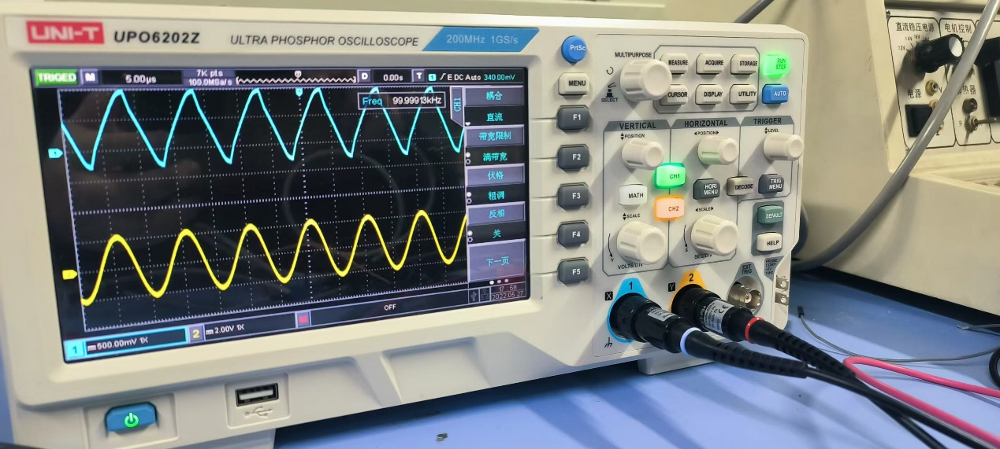 UNI-T UPO6202Z ULTRA PHOSPHOR OSCILLOSCOPE 200MHz 1GS/s
TRIGED M 5.00μs 7K pts 100.0MSa/s D 0.00s T 1 E DC Auto 340.00mV
Freq 99.99913kHz
CH1
耦合
直流
带宽限制
满带宽
伏格
粗调
反相
关
下一页
1
2
17:58
2022.05.27
OFF
1 500.00mV 1X
2 2.00V 1X
PrtSc
MENU
F1
F2
F3
F4
F5
MULTIPURPOSE
SELECT
MEASURE ACQUIRE STORAGE
RUN STOP
CURSOR DISPLAY UTILITY AUTO
VERTICAL HORIZONTAL TRIGGER
POSITION POSITION LEVEL
CH1
MATH HORI MENU DECODE TRIG MENU
CH2
SCALE SCALE DEFAULT
HELP
VOLTS/DIV SEC/DIV
EXT TRIG
X 1 Y 2
直流稳压电源 电机控制
电源
热器